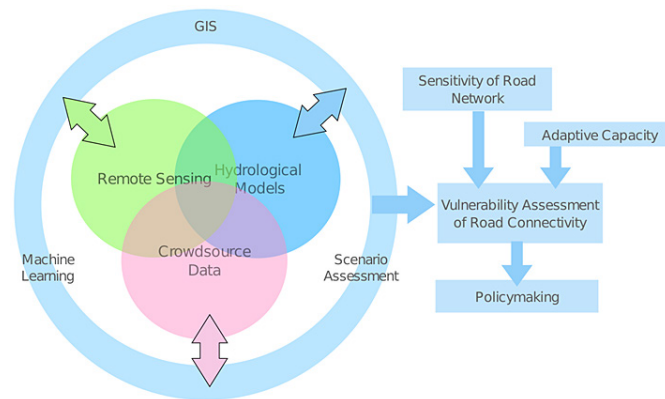 GIS
Remote Sensing
Hydrological
Models
Crowdsource
Data
Machine
Learning
Scenario
Assessment
Sensitivity of Road
Network
Adaptive Capacity
Vulnerability Assessment
of Road Connectivity
Policymaking